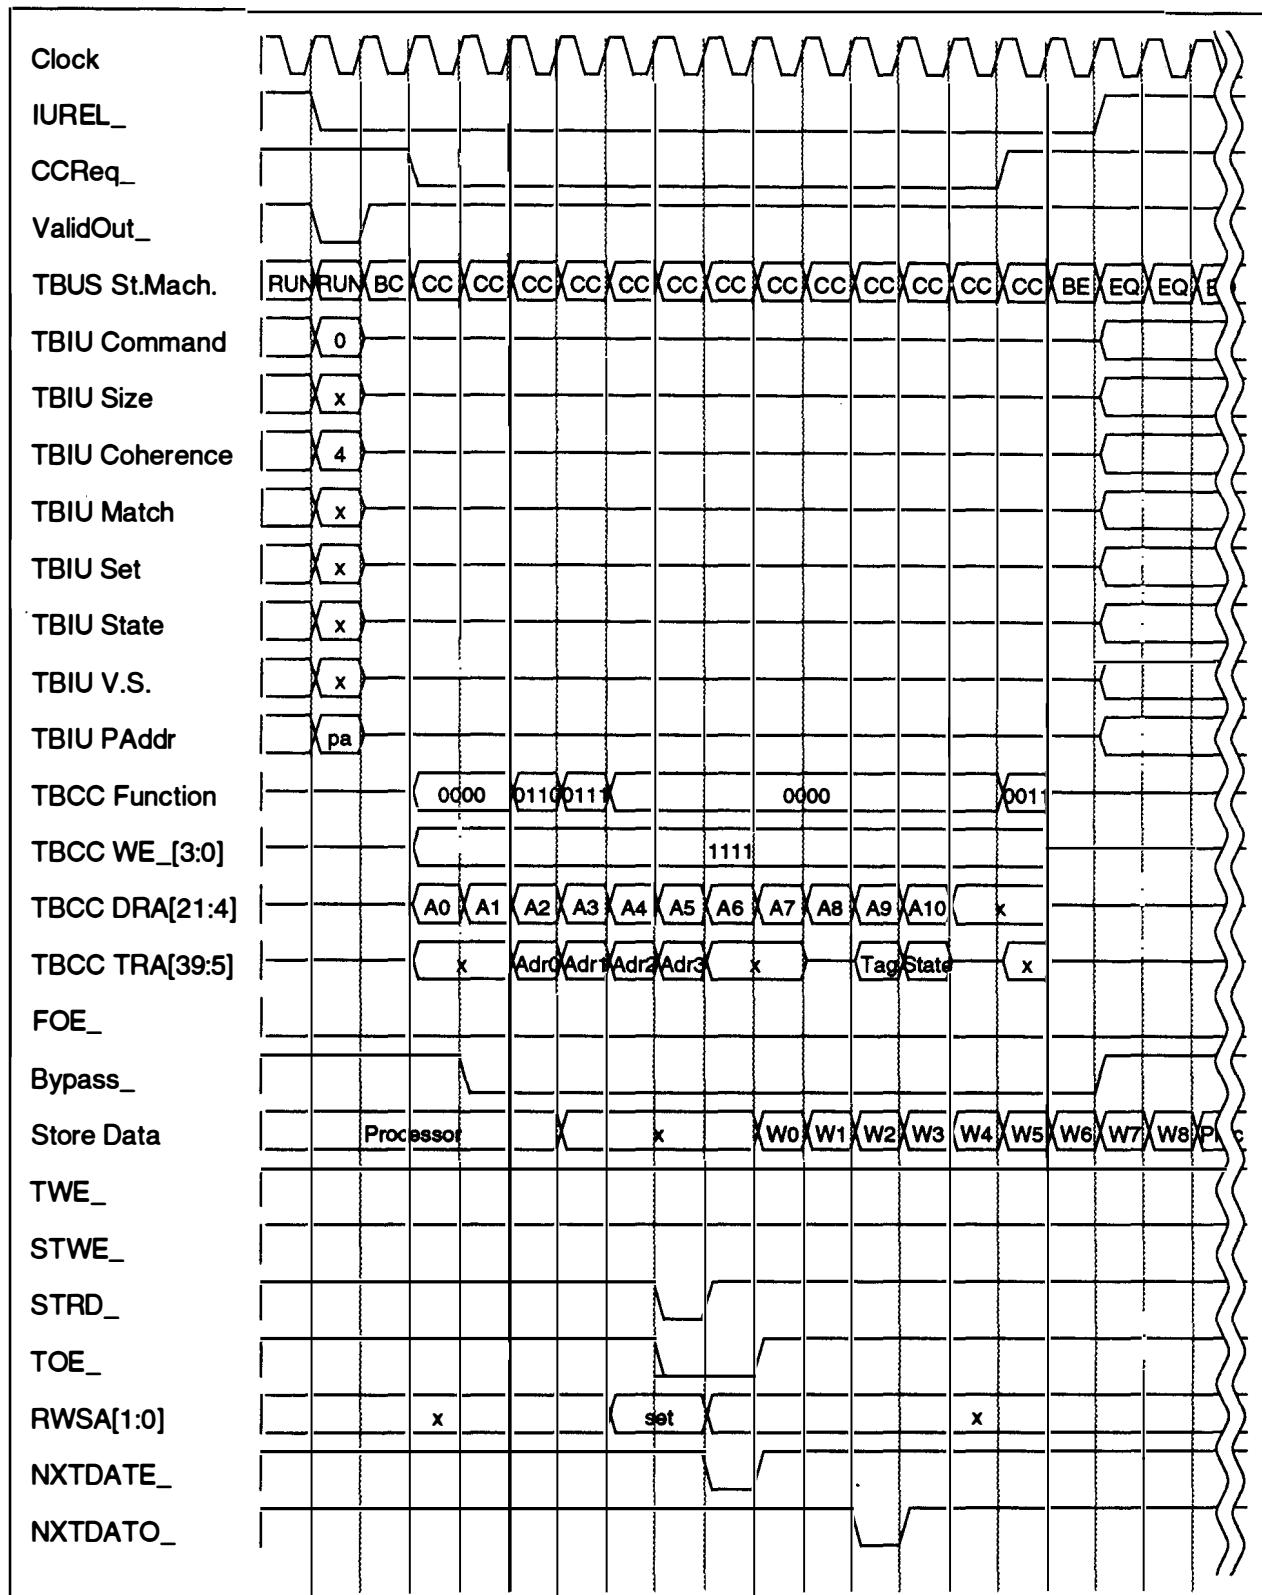 Clock
IUREL_
CCReq_
ValidOut_
TBUS St.Mach. RUN RUN BC CC CC CC CC CC CC CC CC CC CC CC CC CC BE EQ EQ
TBIU Command 0
TBIU Size x
TBIU Coherence 4
TBIU Match x
TBIU Set x
TBIU State x
TBIU V.S. x
TBIU PAddr pa
TBCC Function 0000 0110 0111 0000 0011
TBCC WE_[3:0] 1111
TBCC DRA[21:4] A0 A1 A2 A3 A4 A5 A6 A7 A8 A9 A10 x
TBCC TRA[39:5] x Adr0 Adr1 Adr2 Adr3 x Tag State x
FOE_
Bypass_
Store Data Processor x W0 W1 W2 W3 W4 W5 W6 W7 W8
TWE_
STWE_
STRD_
TOE_
RWSA[1:0] x set x
NXTDATE_
NXTDATO_